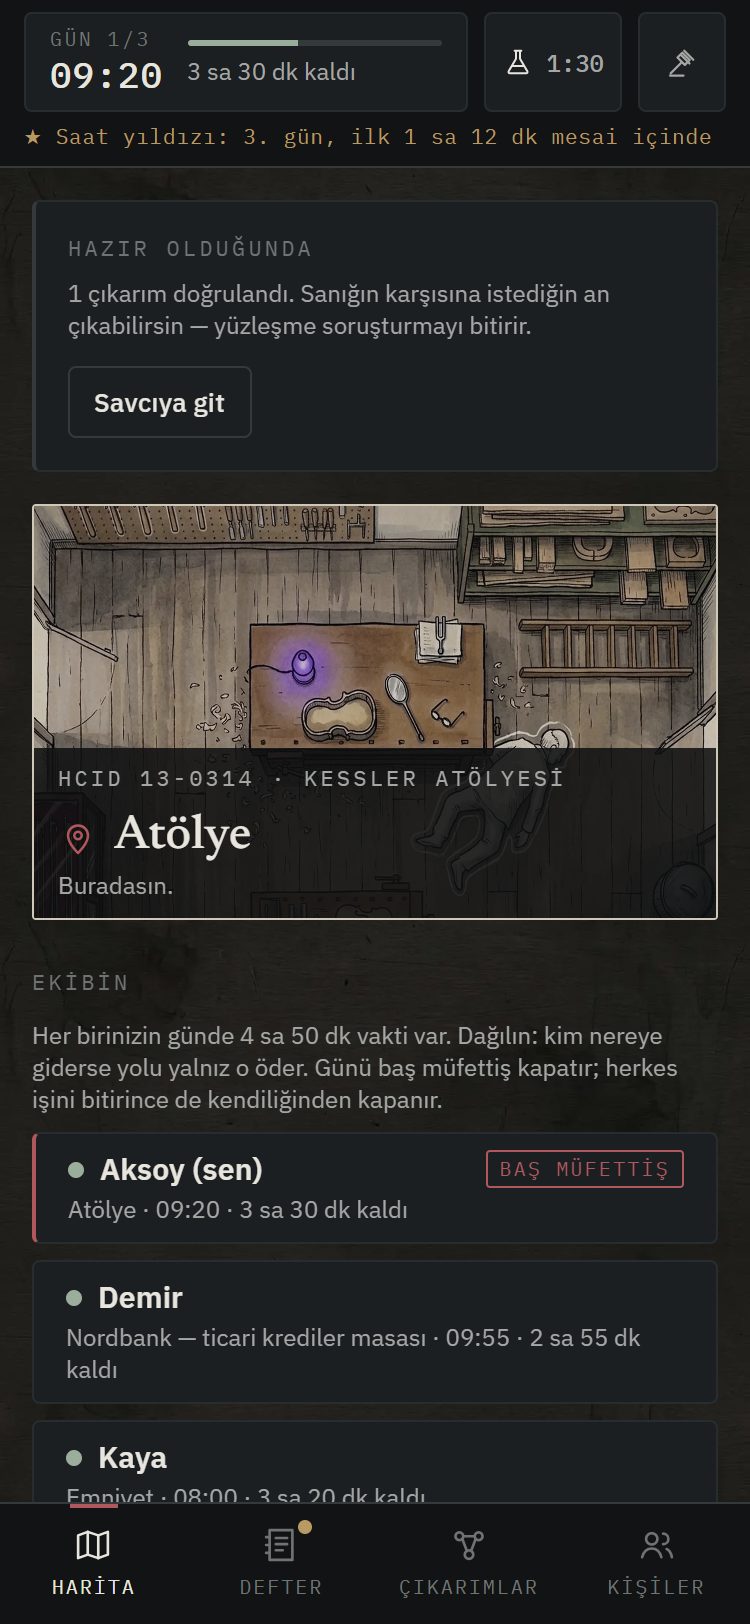 GÜN 1/3
09:20
3 sa 30 dk kaldı
1:30
★ Saat yıldızı: 3. gün, ilk 1 sa 12 dk mesai içinde
HAZIR OLDUĞUNDA
1 çıkarım doğrulandı. Sanığın karşısına istediğin an
çıkabilirsin — yüzleşme soruşturmayı bitirir.
Savcıya git
HCID 13-0314 · KESSLER ATÖLYESİ
Atölye
Buradasın.
EKİBİN
Her birinizin günde 4 sa 50 dk vakti var. Dağılın: kim nereye
giderse yolu yalnız o öder. Günü baş müfettiş kapatır; herkes
işini bitirince de kendiliğinden kapanır.
Aksoy (sen)
BAŞ MÜFETTİŞ
Atölye · 09:20 · 3 sa 30 dk kaldı
Demir
Nordbank — ticari krediler masası · 09:55 · 2 sa 55 dk
kaldı
Kaya
Emniyet · 08:00 · 3 sa 20 dk kaldı
HARİTA
DEFTER
ÇIKARIMLAR
KİŞİLER